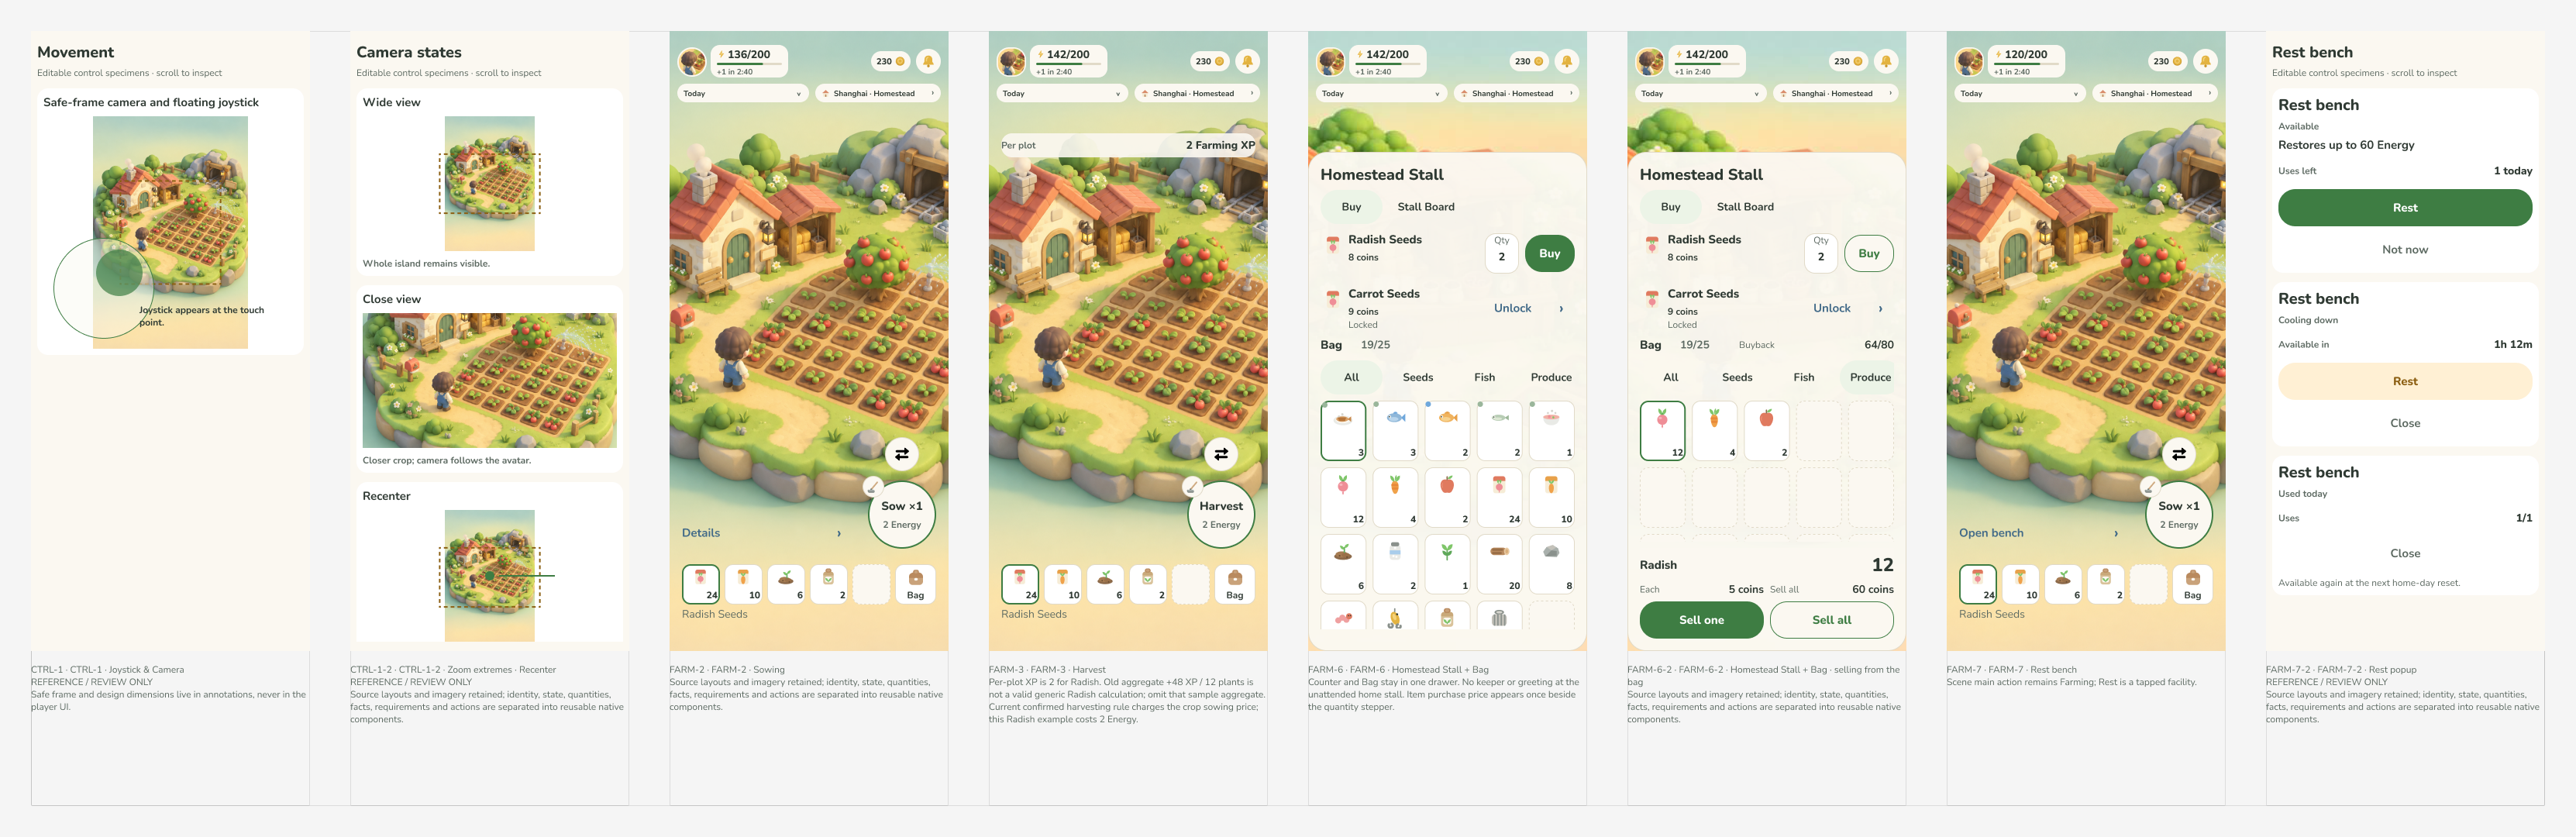 Movement
Editable control specimens · scroll to inspect
Safe-frame camera and floating joystick
Joystick appears at the touch
point.
CTRL-1 · CTRL-1 · Joystick & Camera
REFERENCE / REVIEW ONLY
Safe frame and design dimensions live in annotations, never in the
player UI.
Camera states
Editable control specimens · scroll to inspect
Wide view
Whole island remains visible.
Close view
Closer crop; camera follows the avatar.
Recenter
CTRL-1-2 · CTRL-1-2 · Zoom extremes · Recenter
REFERENCE / REVIEW ONLY
Source layouts and imagery retained; identity, state, quantities,
facts, requirements and actions are separated into reusable native
components.
136/200
+1 in 2:40
230
Today
Shanghai · Homestead
Sow ×1
2 Energy
Details
24
10
6
2
Bag
Radish Seeds
FARM-2 · FARM-2 · Sowing
Source layouts and imagery retained; identity, state, quantities,
facts, requirements and actions are separated into reusable native
components.
142/200
+1 in 2:40
230
Today
Shanghai · Homestead
Per plot
2 Farming XP
Harvest
2 Energy
24
10
6
2
Bag
Radish Seeds
FARM-3 · FARM-3 · Harvest
Per-plot XP is 2 for Radish. Old aggregate +48 XP / 12 plants is
not a valid generic Radish calculation; omit that sample aggregate.
Current confirmed harvesting rule charges the crop sowing price;
this Radish example costs 2 Energy.
142/200
+1 in 2:40
230
Today
Shanghai · Homestead
Homestead Stall
Buy
Stall Board
Radish Seeds
8 coins
Qty
2
Buy
Carrot Seeds
9 coins
Locked
Unlock
Bag
19/25
All
Seeds
Fish
Produce
3
3
2
2
1
12
4
2
24
10
6
2
1
20
8
FARM-6 · FARM-6 · Homestead Stall + Bag
Counter and Bag stay in one drawer. No keeper or greeting at the
unattended home stall. Item purchase price appears once beside
the quantity stepper.
142/200
+1 in 2:40
230
Today
Shanghai · Homestead
Homestead Stall
Buy
Stall Board
Radish Seeds
8 coins
Qty
2
Buy
Carrot Seeds
9 coins
Locked
Unlock
Bag
19/25
Buyback
64/80
All
Seeds
Fish
Produce
12
4
2
Radish
12
Each
5 coins
Sell all
60 coins
Sell one
Sell all
FARM-6-2 · FARM-6-2 · Homestead Stall + Bag · selling from the
bag
Source layouts and imagery retained; identity, state, quantities,
facts, requirements and actions are separated into reusable native
components.
120/200
+1 in 2:40
230
Today
Shanghai · Homestead
Sow ×1
2 Energy
Open bench
24
10
6
2
Bag
Radish Seeds
FARM-7 · FARM-7 · Rest bench
Scene main action remains Farming; Rest is a tapped facility.
Rest bench
Editable control specimens · scroll to inspect
Rest bench
Available
Restores up to 60 Energy
Uses left
1 today
Rest
Not now
Rest bench
Cooling down
Available in
1h 12m
Rest
Close
Rest bench
Used today
Uses
1/1
Close
Available again at the next home-day reset.
FARM-7-2 · FARM-7-2 · Rest popup
REFERENCE / REVIEW ONLY
Source layouts and imagery retained; identity, state, quantities,
facts, requirements and actions are separated into reusable native
components.